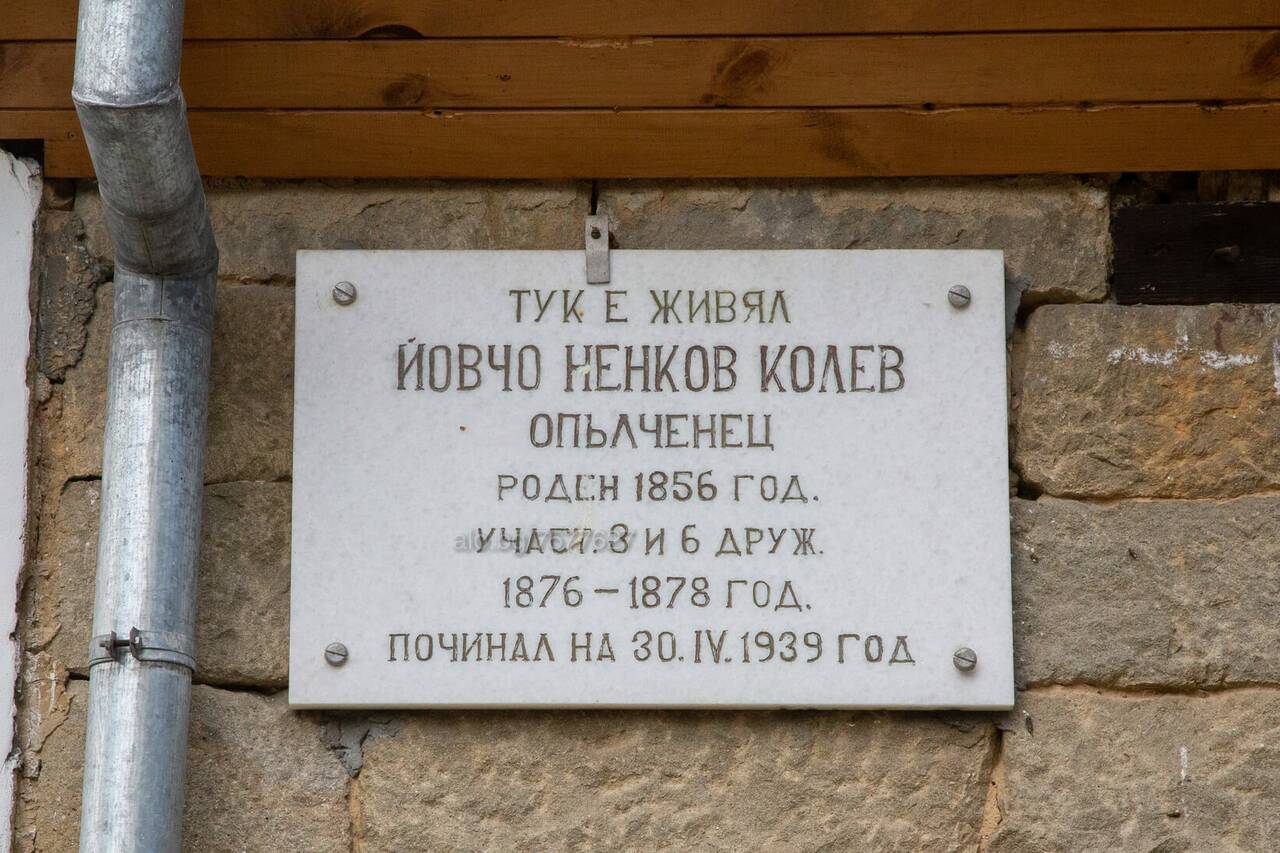 ТУК Е ЖИВЯЛ
ЙОВЧО НЕНКОВ КОЛЕВ
ОПЪЛЧЕНЕЦ
РОДЕН 1856 ГОД.
УЧАСТ. 3 И 6 ДРУЖ.
1876 – 1878 ГОД.
ПОЧИНАЛ НА 30. IV. 1939 ГОД